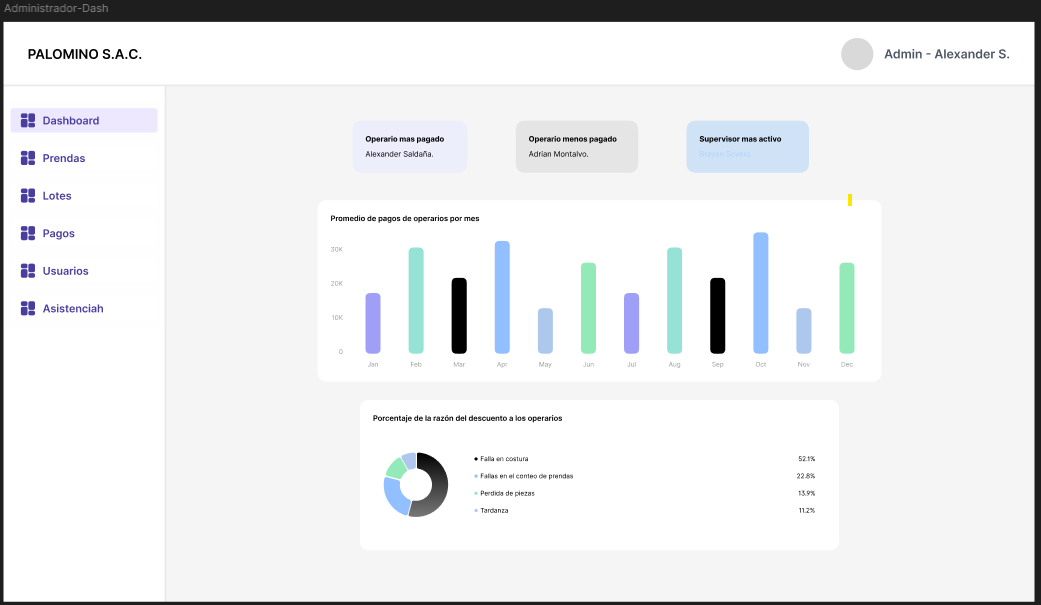 Administrador-Dash
PALOMINO S.A.C.
Admin - Alexander S.
Dashboard
Prendas
Lotes
Pagos
Usuarios
Asistenciah
Operario mas pagado
Alexander Saldaña.
Operario menos pagado
Adrian Montalvo.
Supervisor mas activo
Promedio de pagos de operarios por mes
30K
20K
10K
0
Jan Feb Mar Apr May Jun Jul Aug Sep Oct Nov Dec
Porcentaje de la razón del descuento a los operarios
Falla en costura 52.1%
Fallas en el conteo de prendas 22.8%
Perdida de piezas 13.9%
Tardanza 11.2%